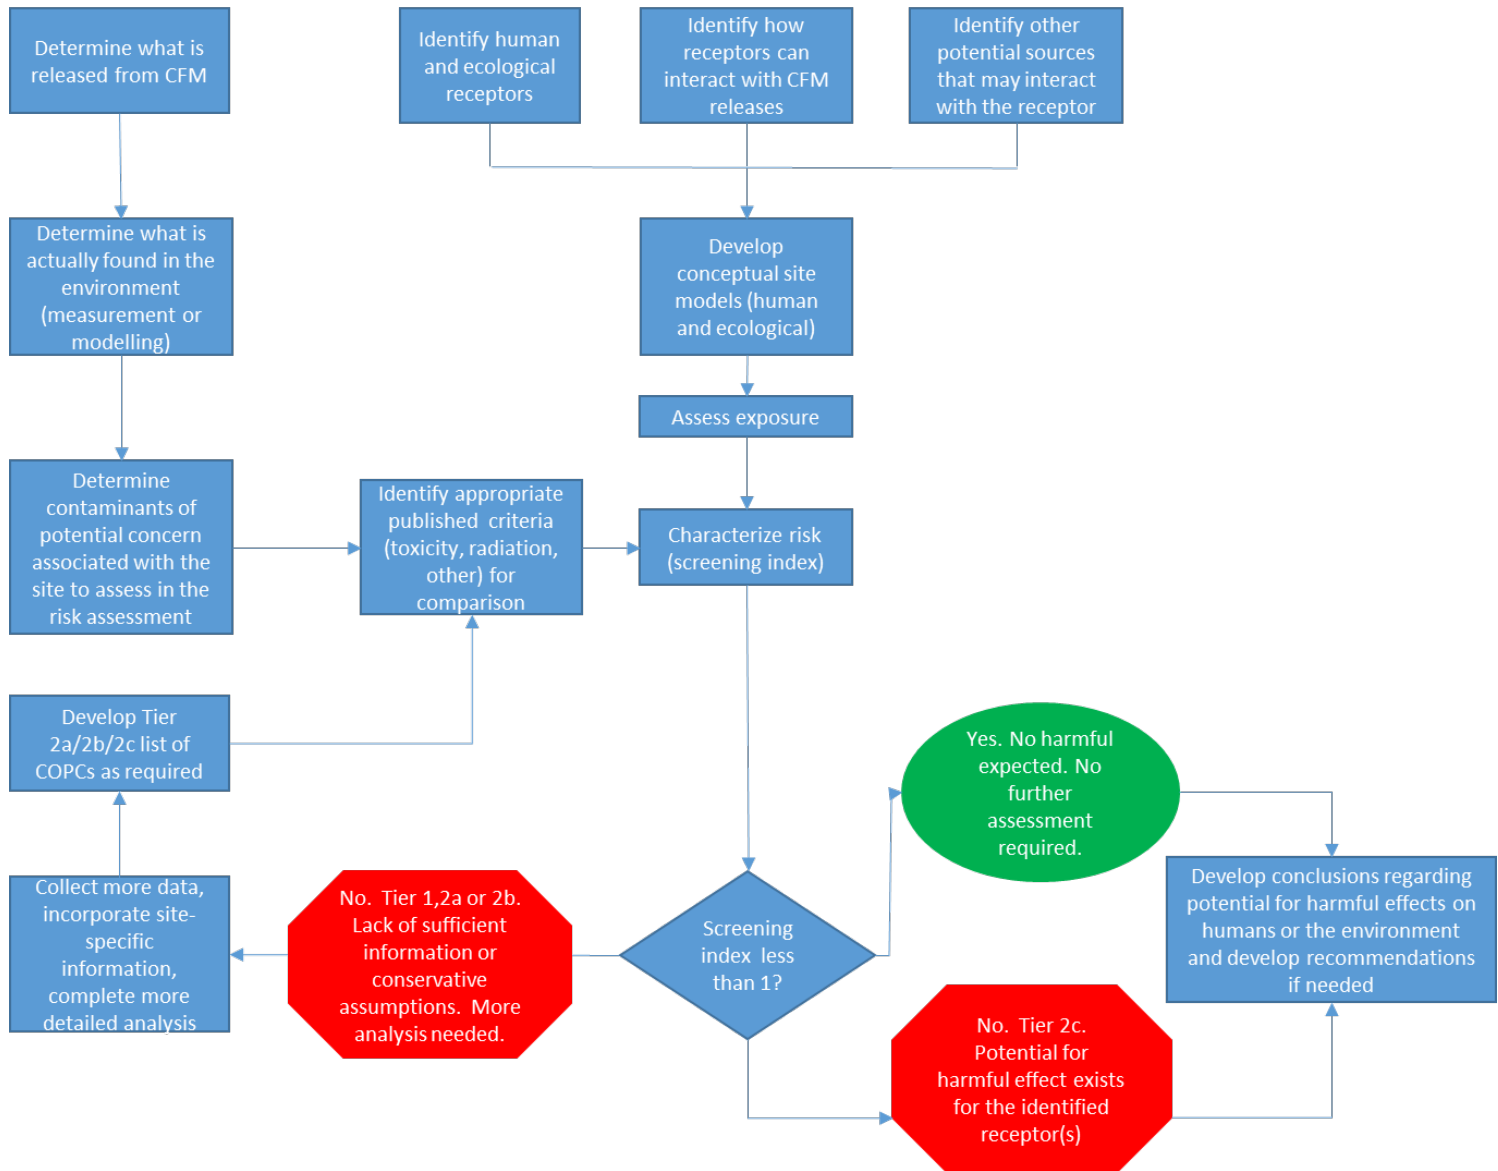 Determine what is
released from CFM
Identify human
and ecological
receptors
Identify how
receptors can
interact with CFM
releases
Identify other
potential sources
that may interact
with the receptor
Determine what is
actually found in the
environment
(measurement or
modelling)
Develop
conceptual site
models (human
and ecological)
Assess exposure
Determine
contaminants of
potential concern
associated with the
site to assess in the
risk assessment
Identify appropriate
published criteria
(toxicity, radiation,
other) for
comparison
Characterize risk
(screening index)
Develop Tier
2a/2b/2c list of
COPCs as required
Yes. No harmful
expected. No
further
assessment
required.
Collect more data,
incorporate site-
specific
information,
complete more
detailed analysis
No. Tier 1,2a or 2b.
Lack of sufficient
information or
conservative
assumptions. More
analysis needed.
Screening
index less
than 1?
Develop conclusions regarding
potential for harmful effects on
humans or the environment
and develop recommendations
if needed
No. Tier 2c.
Potential for
harmful effect exists
for the identified
receptor(s)